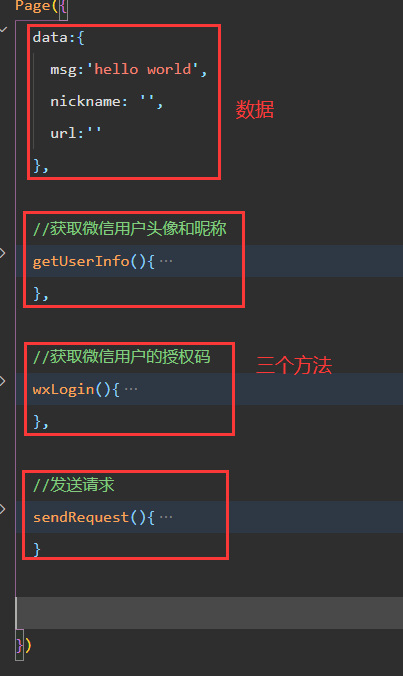 Page({
data:{
msg:'hello world',
nickname: '',
url:''
},
数据
//获取微信用户头像和昵称
getUserInfo(){···
},
//获取微信用户的授权码
三个方法
wxLogin(){···
},
//发送请求
sendRequest(){···
}
})